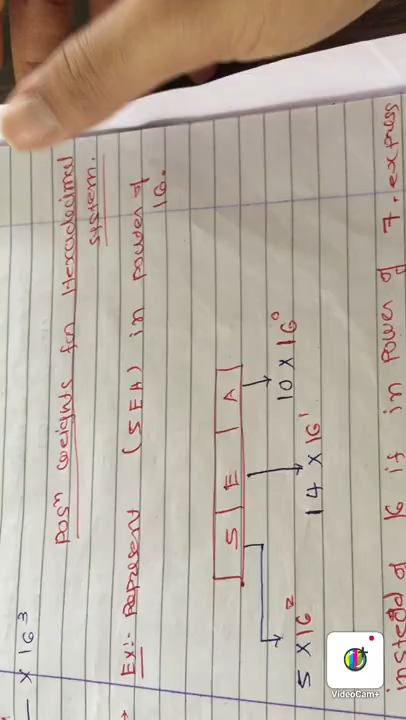 — × 16³
posⁿ weights for Hexadecimal
system.
Ex:- Represent (5EA) in power of
16.
5 E A
10 × 16⁰
14 × 16¹
5 × 16²
instead of 16 if in power of 7. express
VideoCam+